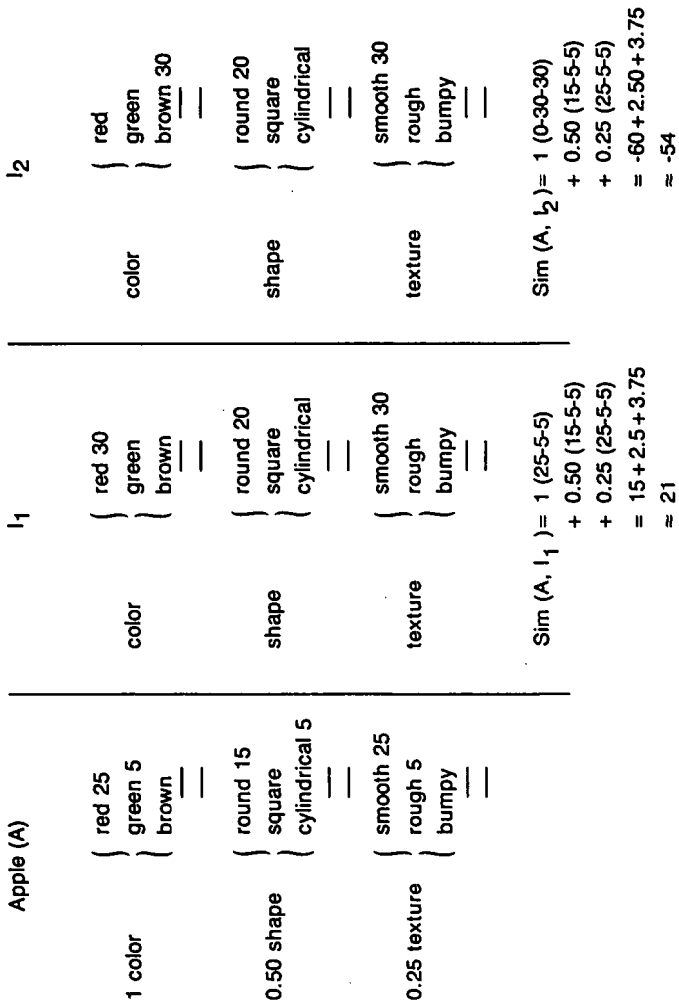 Apple (A)
1 color
red 25
green 5
brown
0.50 shape
round 15
square
cylindrical 5
0.25 texture
smooth 25
rough 5
bumpy
I1
color
red 30
green
brown
shape
round 20
square
cylindrical
texture
smooth 30
rough
bumpy
Sim (A, I1) = 1 (25-5-5)
+ 0.50 (15-5-5)
+ 0.25 (25-5-5)
= 15 + 2.5 + 3.75
≈ 21
I2
color
red
green
brown 30
shape
round 20
square
cylindrical
texture
smooth 30
rough
bumpy
Sim (A, I2) = 1 (0-30-30)
+ 0.50 (15-5-5)
+ 0.25 (25-5-5)
= -60 + 2.50 + 3.75
≈ -54